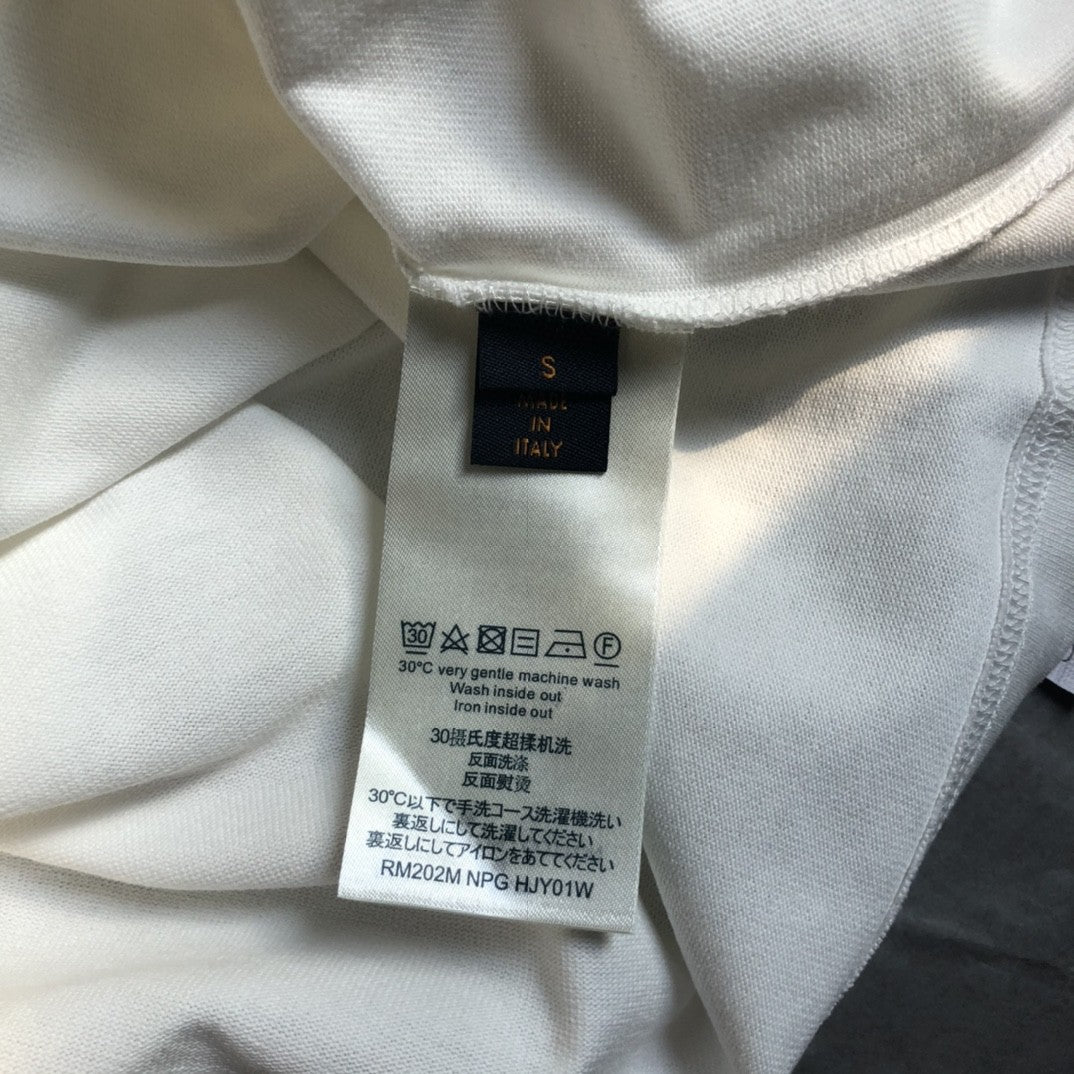 S
MADE
IN
ITALY
30
F
30°C very gentle machine wash
Wash inside out
Iron inside out
30摄氏度超揉机洗
反面洗涤
反面熨烫
30°C以下で手洗コース洗濯機洗い
裏返しにして洗濯してください
裏返しにしてアイロンをあててください
RM202M NPG HJY01W